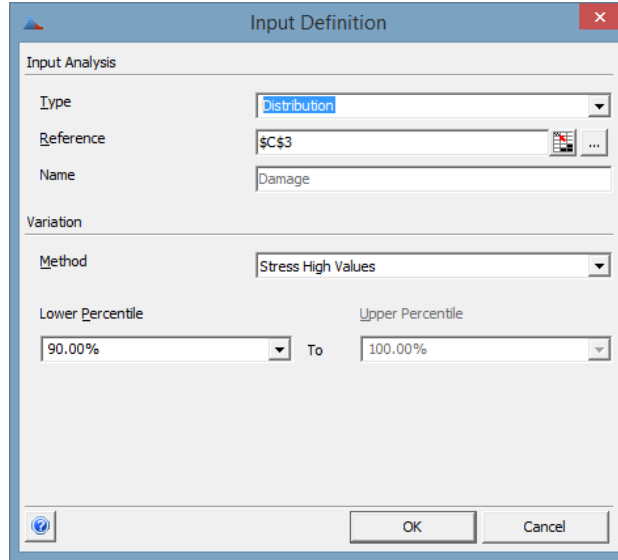 Input Definition
Input Analysis
Type Distribution
Reference $C$3 ...
Name Damage
Variation
Method Stress High Values
Lower Percentile Upper Percentile
90.00% To 100.00%
OK Cancel